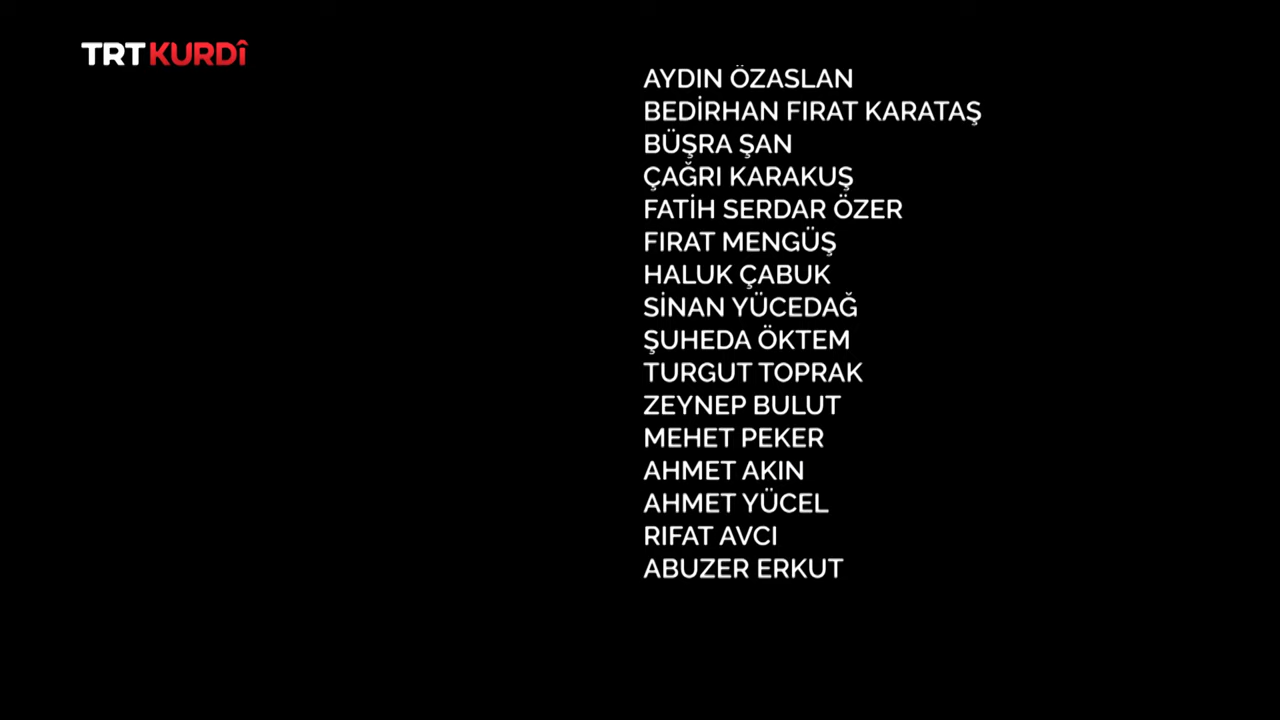 TRT KURDÎ
AYDIN ÖZASLAN
BEDİRHAN FIRAT KARATAŞ
BÜŞRA ŞAN
ÇAĞRI KARAKUŞ
FATİH SERDAR ÖZER
FIRAT MENGÜŞ
HALUK ÇABUK
SİNAN YÜCEDAĞ
ŞUHEDA ÖKTEM
TURGUT TOPRAK
ZEYNEP BULUT
MEHET PEKER
AHMET AKIN
AHMET YÜCEL
RIFAT AVCI
ABUZER ERKUT